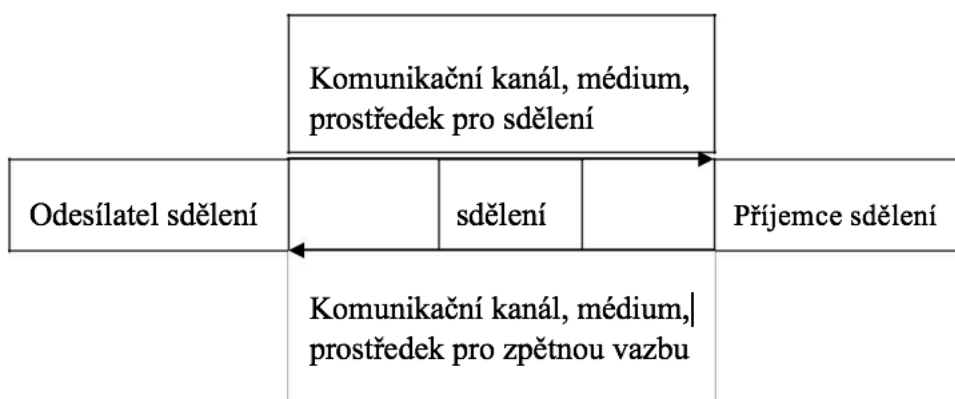 Komunikační kanál, médium,
prostředek pro sdělení
Odesílatel sdělení
sdělení
Příjemce sdělení
Komunikační kanál, médium,
prostředek pro zpětnou vazbu